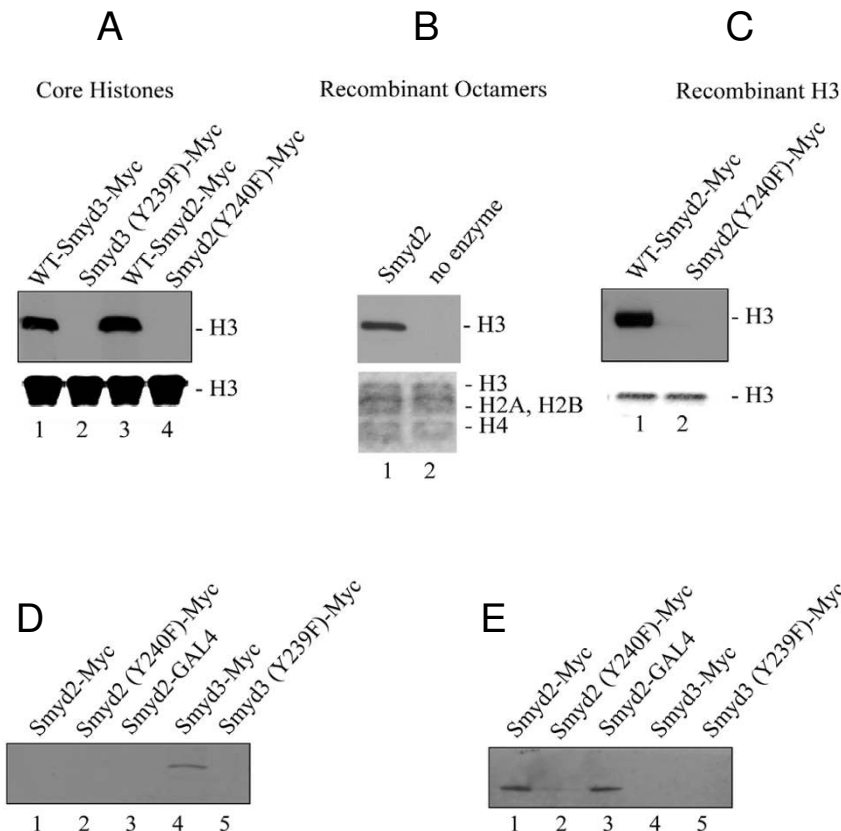 A
B
C
Core Histones
Recombinant Octamers
Recombinant H3
WT-Smyd3-Myc
Smyd3 (Y239F)-Myc
WT-Smyd2-Myc
Smyd2(Y240F)-Myc
- H3
- H3
1 2 3 4
Smyd2
no enzyme
- H3
- H3
- H2A, H2B
- H4
1 2
WT-Smyd2-Myc
Smyd2(Y240F)-Myc
- H3
- H3
1 2
D
E
Smyd2-Myc
Smyd2 (Y240F)-Myc
Smyd2-GAL4
Smyd3-Myc
Smyd3 (Y239F)-Myc
1 2 3 4 5
Smyd2-Myc
Smyd2 (Y240F)-Myc
Smyd2-GAL4
Smyd3-Myc
Smyd3 (Y239F)-Myc
1 2 3 4 5